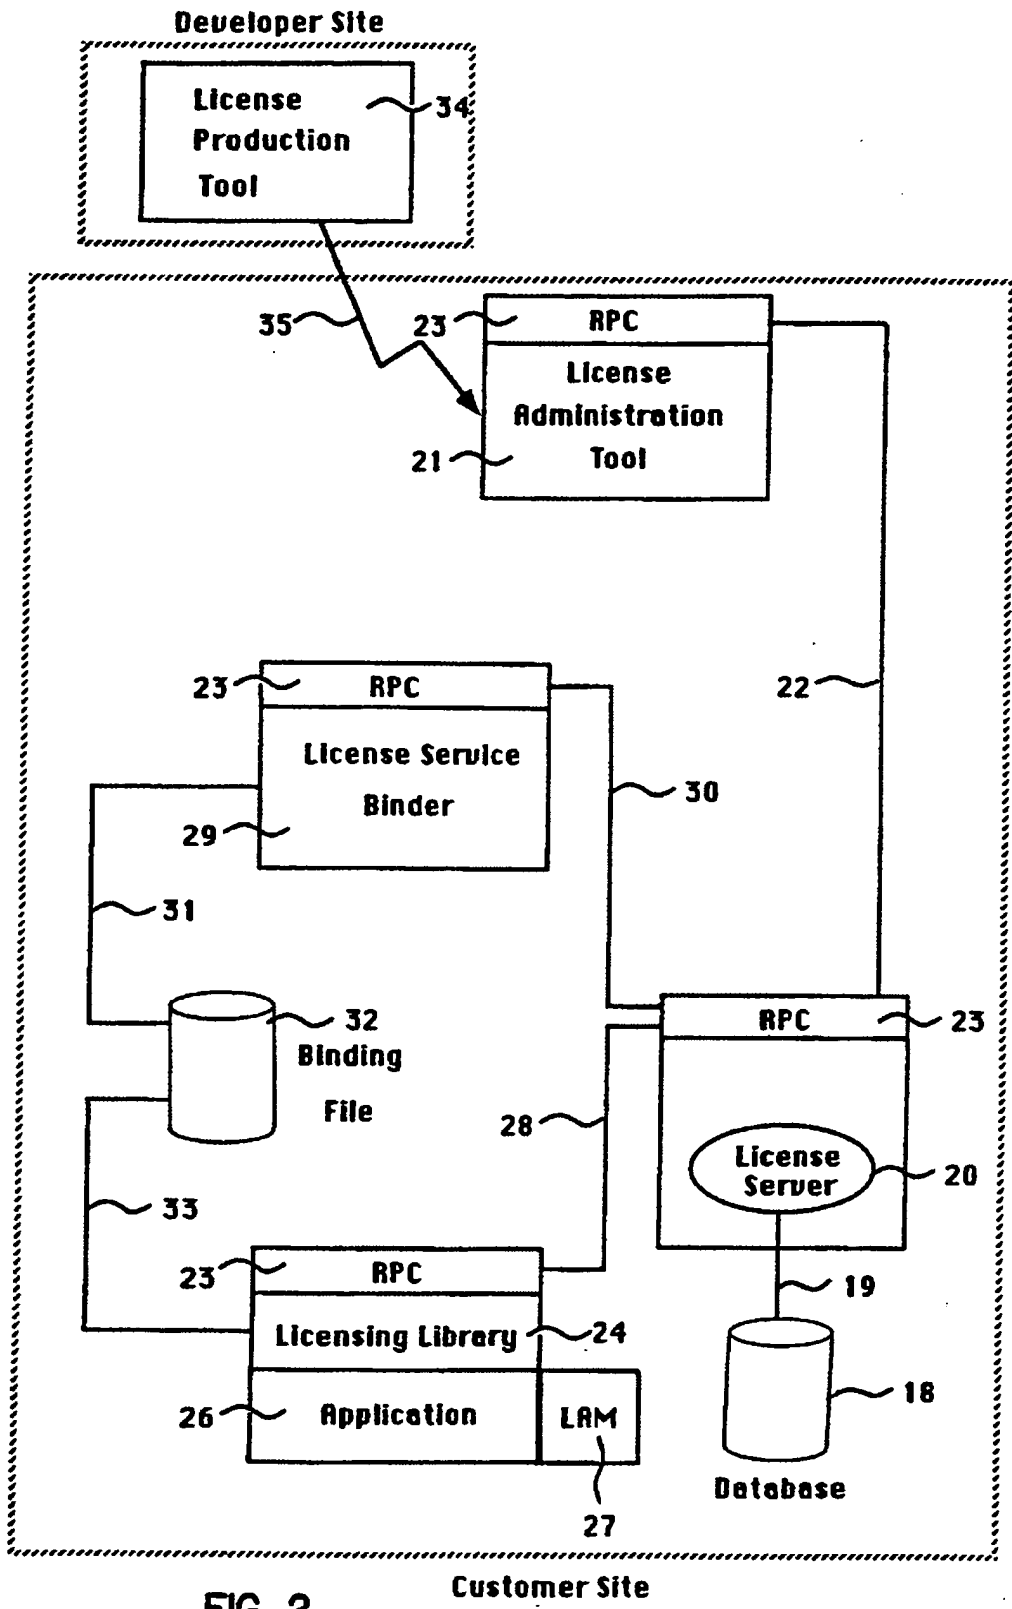 Developer Site
License
Production
Tool
34
35
23
RPC
License
Administration
Tool
21
22
23
RPC
License Service
Binder
29
30
31
32
Binding
File
RPC
23
28
License
Server
20
33
23
RPC
Licensing Library
24
19
26
Application
LAM
27
18
Database
Customer Site
FIG.